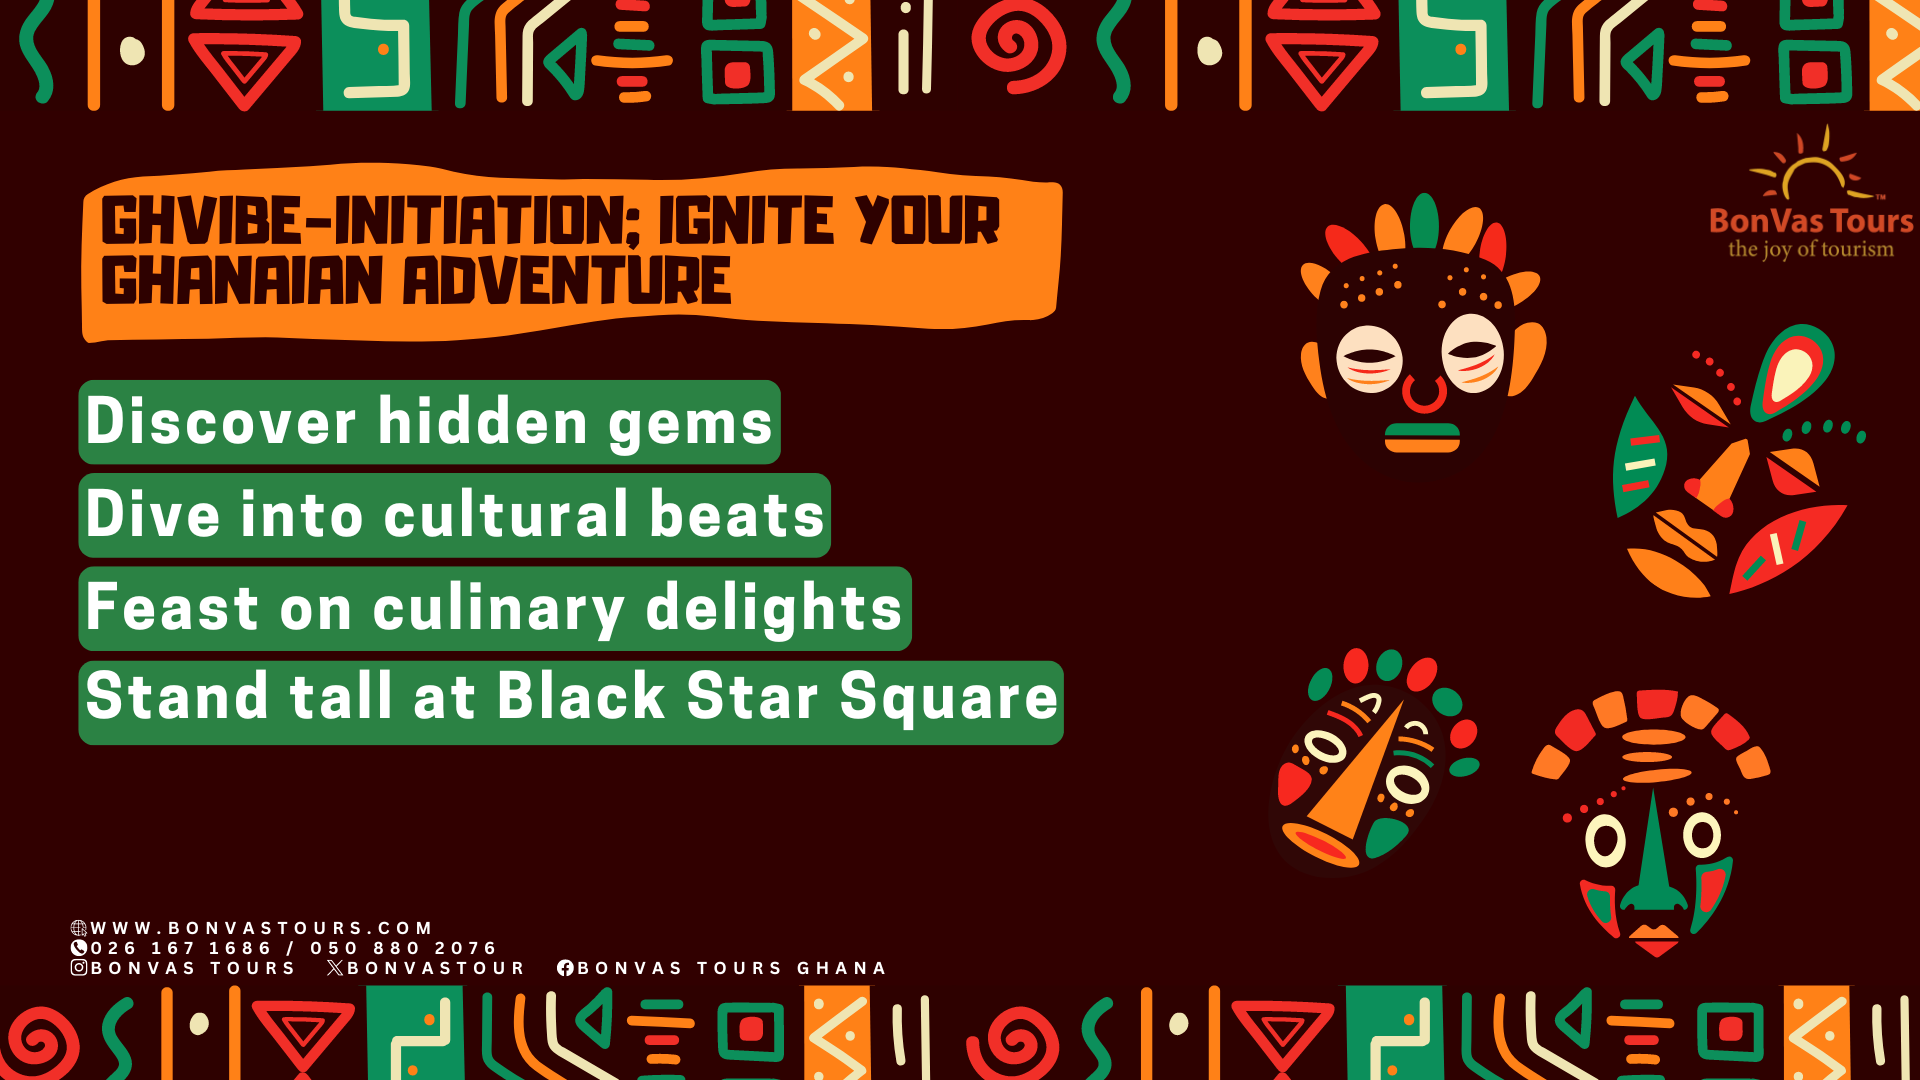 GHVIBE-INITIATION; IGNITE YOUR
GHANAIAN ADVENTURE
BonVas Tours™
the joy of tourism
Discover hidden gems
Dive into cultural beats
Feast on culinary delights
Stand tall at Black Star Square
WWW.BONVASTOURS.COM
026 167 1686 / 050 880 2076
BONVAS TOURS BONVASTOUR BONVAS TOURS GHANA